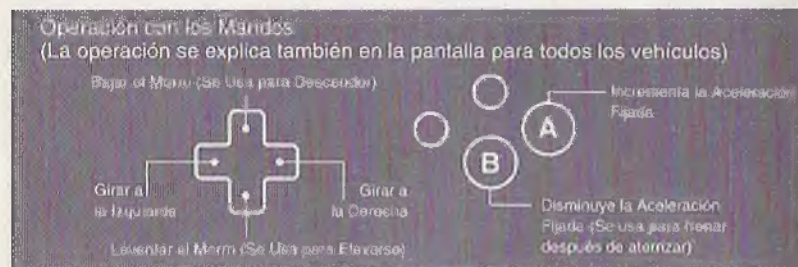 Operación con los Mandos
(La operación se explica también en la pantalla para todos los vehículos)
Bajar el Morro (Se Usa para Descender)
Incrementa la Aceleración
Fijada
A
B
Girar a
la Izquierda
Girar a
la Derecha
Disminuye la Aceleración
Fijada (Se usa para frenar
después de aterrizar)
Levantar el Morro (Se Usa para Elevarse)